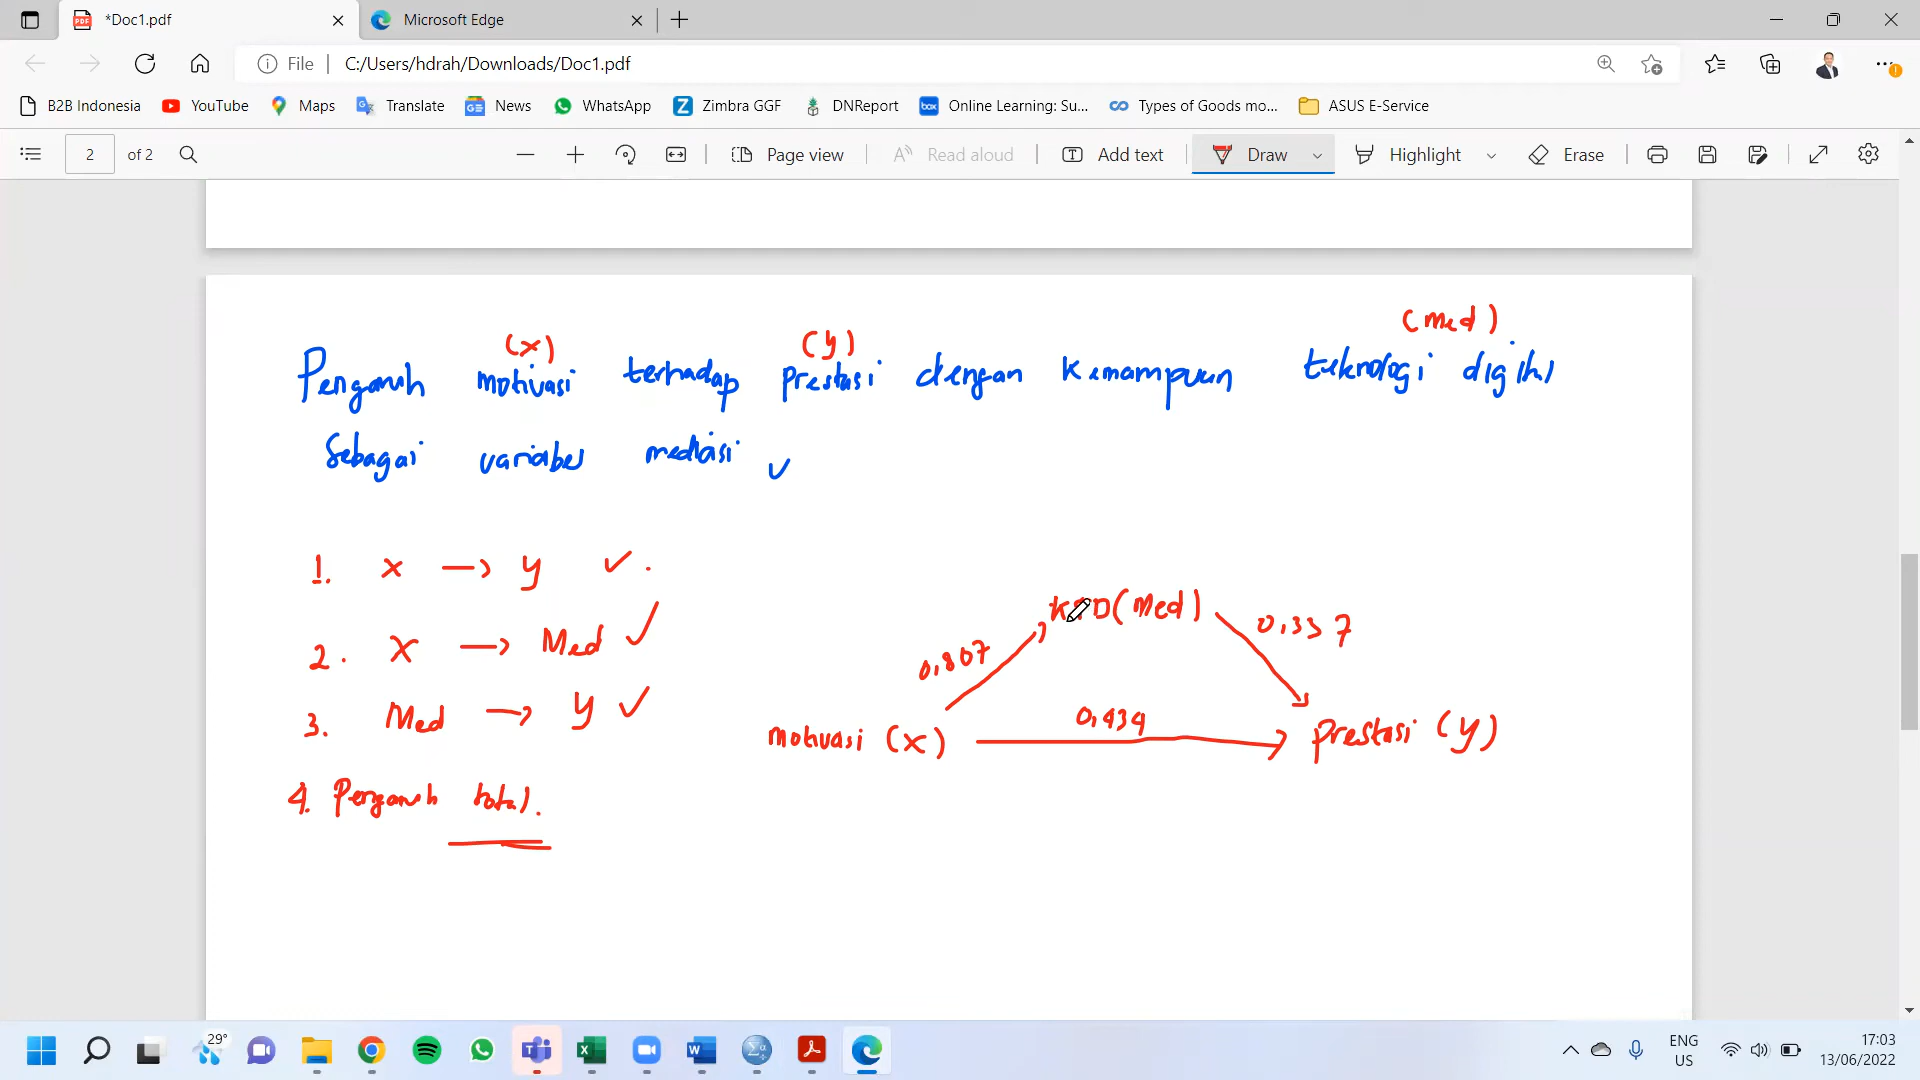 *Doc1.pdf
Microsoft Edge
File C:/Users/hdrah/Downloads/Doc1.pdf
B2B Indonesia YouTube Maps Translate News WhatsApp Zimbra GGF DNReport Online Learning: Su... Types of Goods mo... ASUS E-Service
2 of 2 Page view Read aloud Add text Draw Highlight Erase
(x) (y) (med)
Pengaruh motivasi terhadap prestasi dengan kemampuan teknologi digital
Sebagai variabel mediasi
1. x → y ✓ .
2. X → Med ✓
3. Med → y ✓
4. Pengaruh total.
KTD (Med)
0,807 0,337
0,434
motivasi (x) Prestasi (y)
29°
ENG
US
17:03
13/06/2022